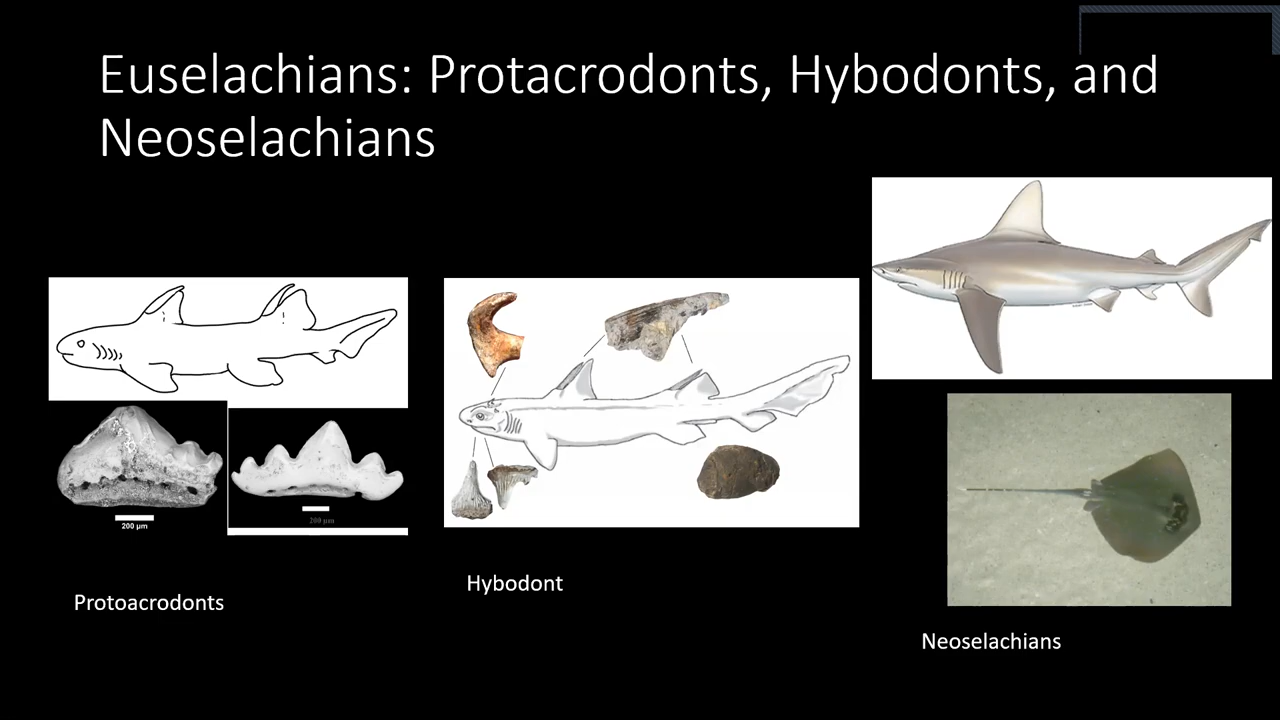 Euselachians: Protacrodonts, Hybodonts, and
Neoselachians
200 µm
200 µm
Protoacrodonts
Hybodont
Neoselachians